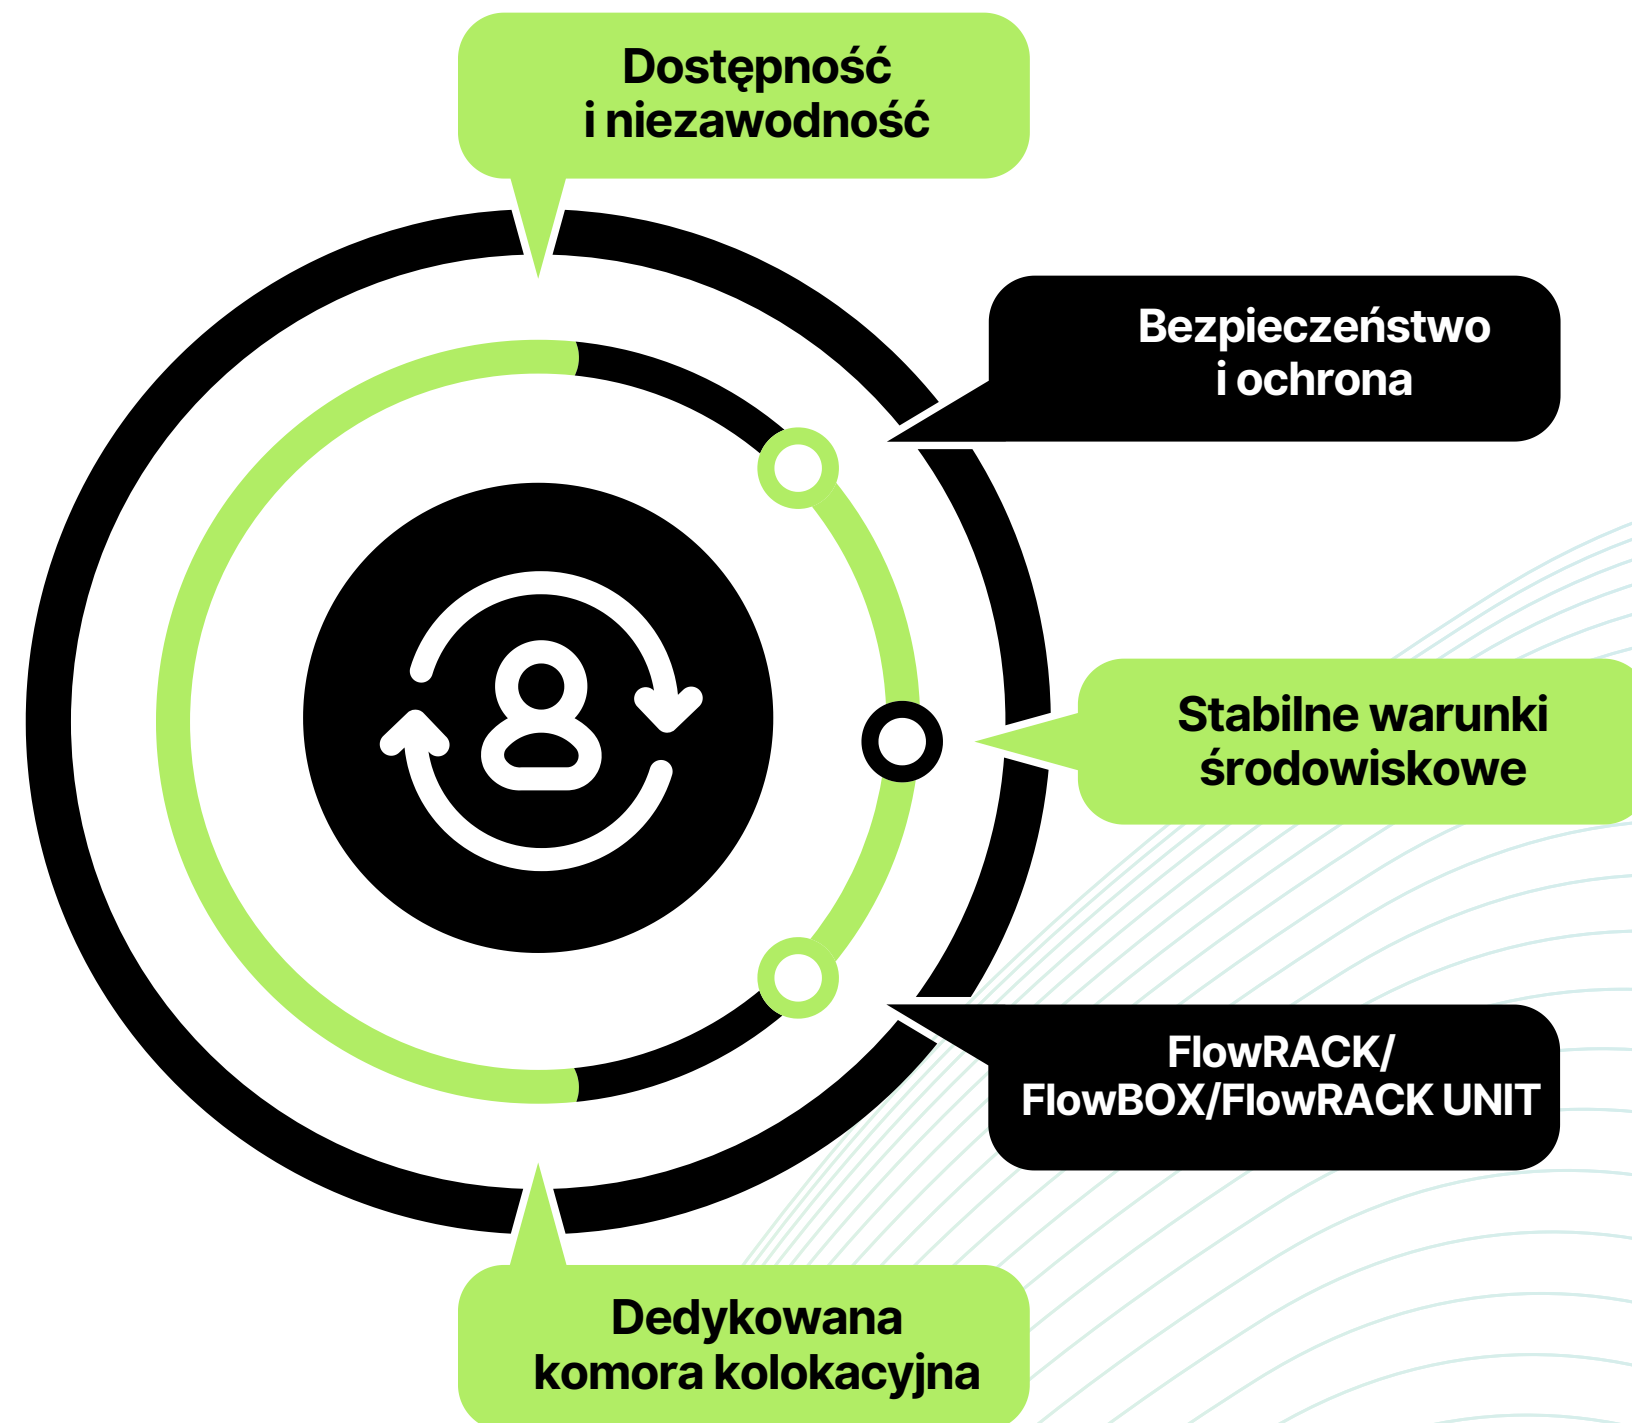 Dostępność
i niezawodność
Bezpieczeństwo
i ochrona
Stabilne warunki
środowiskowe
FlowRACK/
FlowBOX/FlowRACK UNIT
Dedykowana
komora kolokacyjna